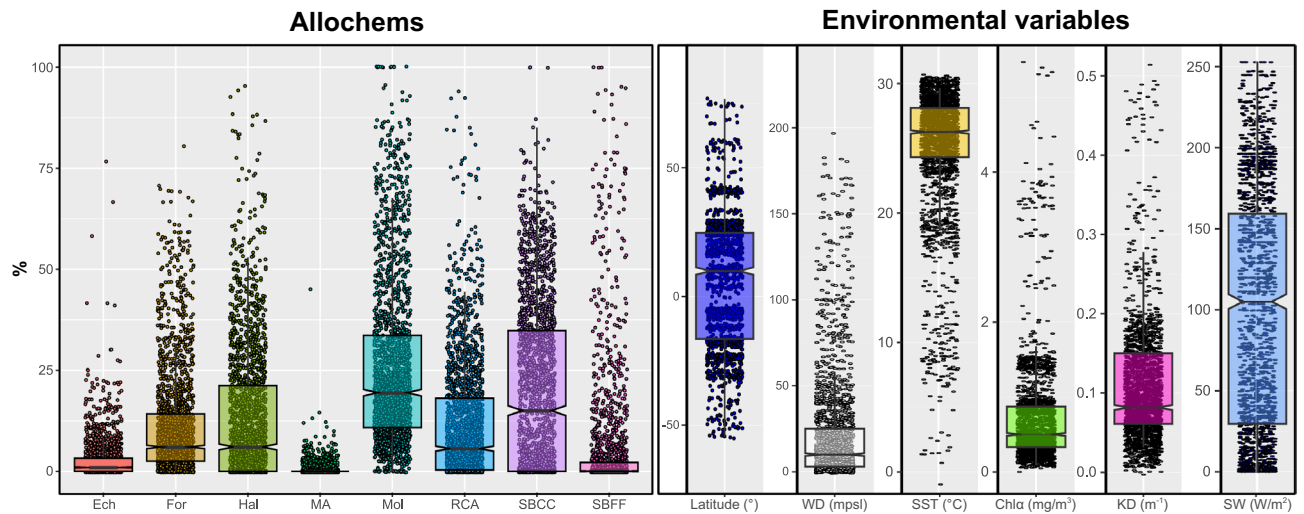 Allochems
Environmental variables
%
100
75
50
25
0
Ech
For
Hal
MA
Mol
RCA
SBCC
SBFF
50
0
-50
Latitude (°)
200
150
100
50
0
WD (mpsl)
30
20
10
0
SST (°C)
4
2
0
Chlα (mg/m³)
0.5
0.4
0.3
0.2
0.1
0.0
KD (m⁻¹)
250
200
150
100
50
0
SW (W/m²)